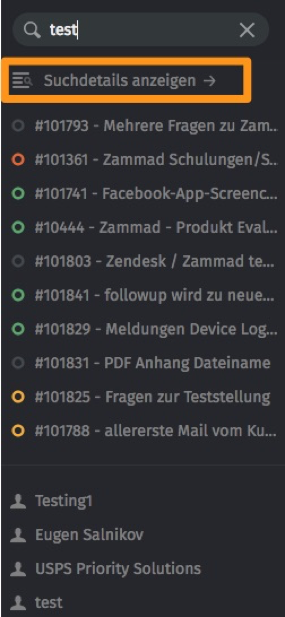 test
Suchdetails anzeigen →
#101793 - Mehrere Fragen zu Zam...
#101361 - Zammad Schulungen/S...
#101741 - Facebook-App-Screenc...
#10444 - Zammad - Produkt Eval...
#101803 - Zendesk / Zammad te...
#101841 - followup wird zu neue...
#101829 - Meldungen Device Log...
#101831 - PDF Anhang Dateiname
#101825 - Fragen zur Teststellung
#101788 - allererste Mail vom Ku...
Testing1
Eugen Salnikov
USPS Priority Solutions
test